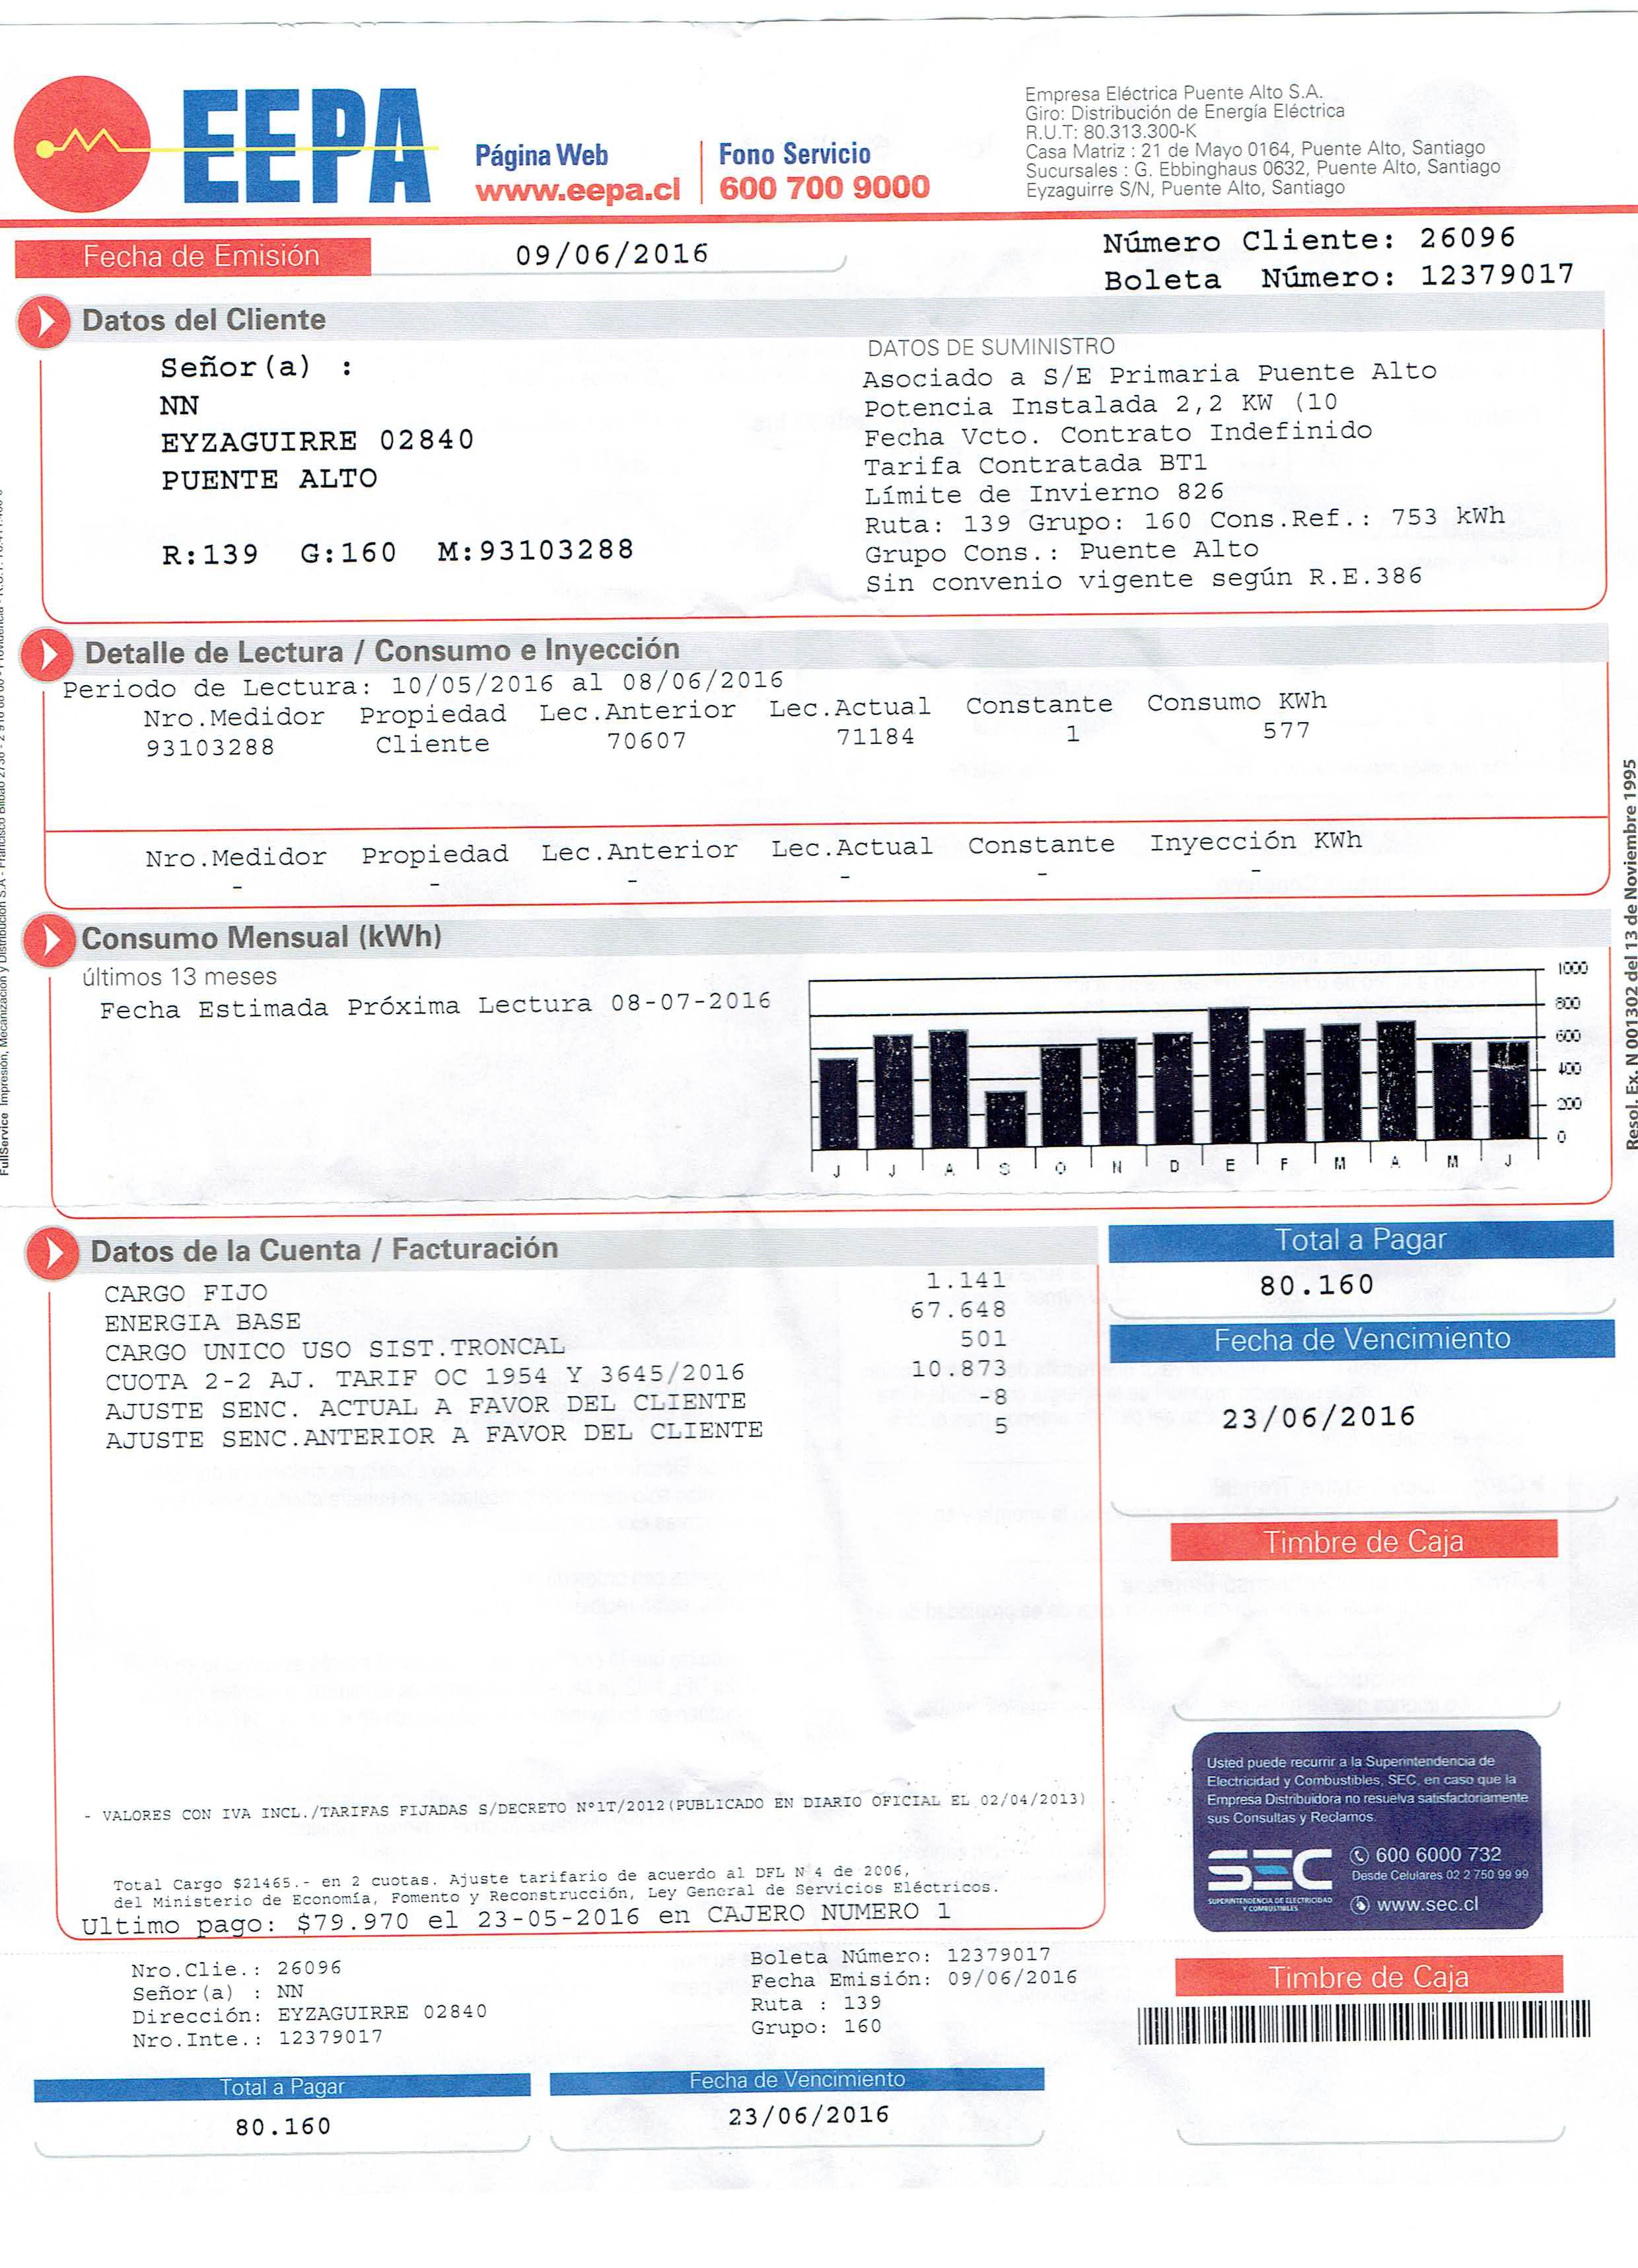 EEPA
Página Web
www.eepa.cl
Fono Servicio
600 700 9000
Empresa Eléctrica Puente Alto S.A.
Giro: Distribución de Energía Eléctrica
R.U.T: 80.313.300-K
Casa Matriz : 21 de Mayo 0164, Puente Alto, Santiago
Sucursales : G. Ebbinghaus 0632, Puente Alto, Santiago
Eyzaguirre S/N, Puente Alto, Santiago
Fecha de Emisión 09/06/2016
Número Cliente: 26096
Boleta Número: 12379017
Datos del Cliente
Señor(a) :
NN
EYZAGUIRRE 02840
PUENTE ALTO
R:139 G:160 M:93103288
DATOS DE SUMINISTRO
Asociado a S/E Primaria Puente Alto
Potencia Instalada 2,2 KW (10
Fecha Vcto. Contrato Indefinido
Tarifa Contratada BT1
Límite de Invierno 826
Ruta: 139 Grupo: 160 Cons.Ref.: 753 kWh
Grupo Cons.: Puente Alto
Sin convenio vigente según R.E.386
Detalle de Lectura / Consumo e Inyección
Periodo de Lectura: 10/05/2016 al 08/06/2016
Nro.Medidor Propiedad Lec.Anterior Lec.Actual Constante Consumo KWh
93103288 Cliente 70607 71184 1 577
Nro.Medidor Propiedad Lec.Anterior Lec.Actual Constante Inyección KWh
- - - - - -
Consumo Mensual (kWh)
últimos 13 meses
Fecha Estimada Próxima Lectura 08-07-2016
1000
800
600
400
200
0
J J A S O N D E F M A M J
Datos de la Cuenta / Facturación
CARGO FIJO 1.141
ENERGIA BASE 67.648
CARGO UNICO USO SIST.TRONCAL 501
CUOTA 2-2 AJ. TARIF OC 1954 Y 3645/2016 10.873
AJUSTE SENC. ACTUAL A FAVOR DEL CLIENTE -8
AJUSTE SENC.ANTERIOR A FAVOR DEL CLIENTE 5
Total a Pagar
80.160
Fecha de Vencimiento
23/06/2016
Timbre de Caja
- VALORES CON IVA INCL./TARIFAS FIJADAS S/DECRETO N°1T/2012(PUBLICADO EN DIARIO OFICIAL EL 02/04/2013)
Total Cargo $21465.- en 2 cuotas. Ajuste tarifario de acuerdo al DFL N 4 de 2006,
del Ministerio de Economía, Fomento y Reconstrucción, Ley General de Servicios Eléctricos.
Ultimo pago: $79.970 el 23-05-2016 en CAJERO NUMERO 1
Usted puede recurrir a la Superintendencia de
Electricidad y Combustibles, SEC, en caso que la
Empresa Distribuidora no resuelva satisfactoriamente
sus Consultas y Reclamos.
SEC
SUPERINTENDENCIA DE ELECTRICIDAD
Y COMBUSTIBLES
600 6000 732
Desde Celulares 02 2 750 99 99
www.sec.cl
Nro.Clie.: 26096
Señor(a) : NN
Dirección: EYZAGUIRRE 02840
Nro.Inte.: 12379017
Boleta Número: 12379017
Fecha Emisión: 09/06/2016
Ruta : 139
Grupo: 160
Timbre de Caja
Total a Pagar
80.160
Fecha de Vencimiento
23/06/2016
Resol. Ex. N 001302 del 13 de Noviembre 1995
FullService Impresión, Mecanización y Distribución S.A - Francisco Bilbao